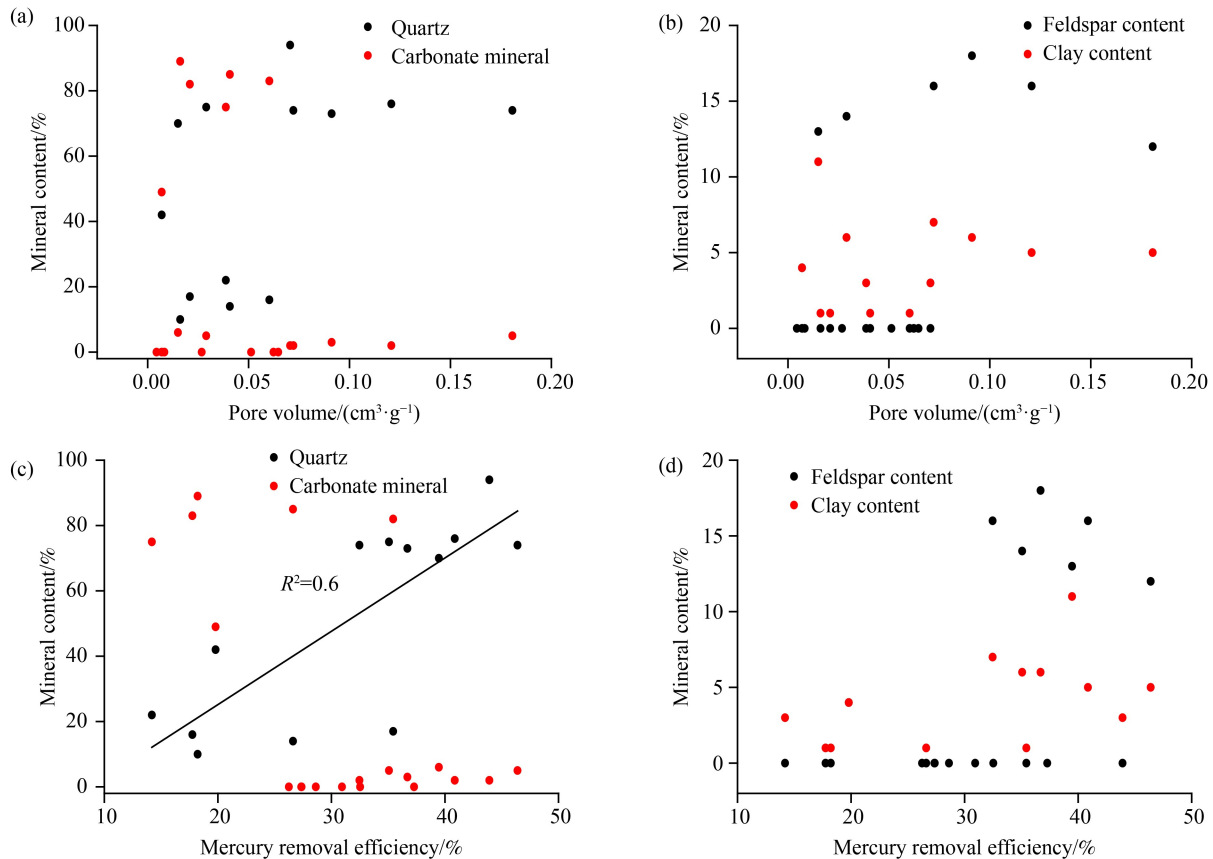 (a)
Quartz
Carbonate mineral
Mineral content/%
100
80
60
40
20
0
0.00 0.05 0.10 0.15 0.20
Pore volume/(cm³·g⁻¹)
(b)
Feldspar content
Clay content
Mineral content/%
20
15
10
5
0
0.00 0.05 0.10 0.15 0.20
Pore volume/(cm³·g⁻¹)
(c)
Quartz
Carbonate mineral
R²=0.6
Mineral content/%
100
80
60
40
20
0
10 20 30 40 50
Mercury removal efficiency/%
(d)
Feldspar content
Clay content
Mineral content/%
20
15
10
5
0
10 20 30 40 50
Mercury removal efficiency/%